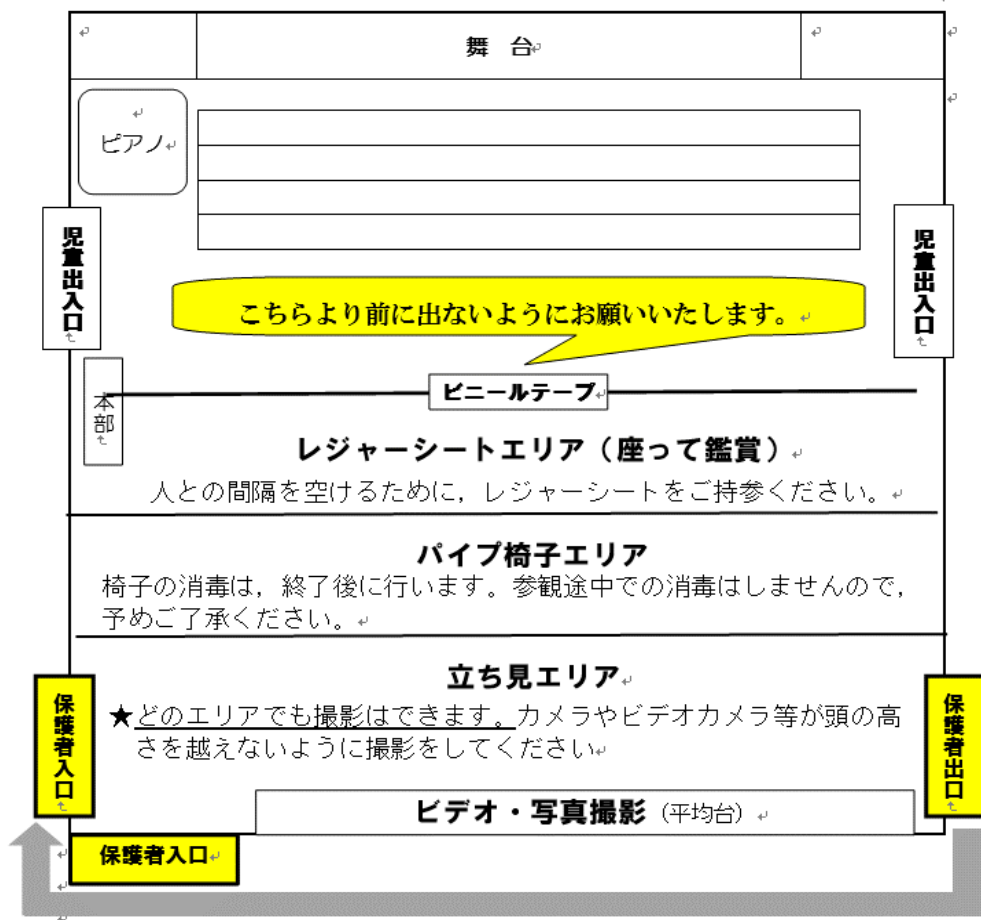 舞 台
ピアノ
児童出入口
児童出入口
こちらより前に出ないようにお願いいたします。
本部
ビニールテープ
レジャーシートエリア(座って鑑賞)
人との間隔を空けるために，レジャーシートをご持参ください。
パイプ椅子エリア
椅子の消毒は，終了後に行います。参観途中での消毒はしませんので，
予めご了承ください。
立ち見エリア
★どのエリアでも撮影はできます。カメラやビデオカメラ等が頭の高
さを越えないように撮影をしてください
保護者入口
保護者出口
ビデオ・写真撮影（平均台）
保護者入口